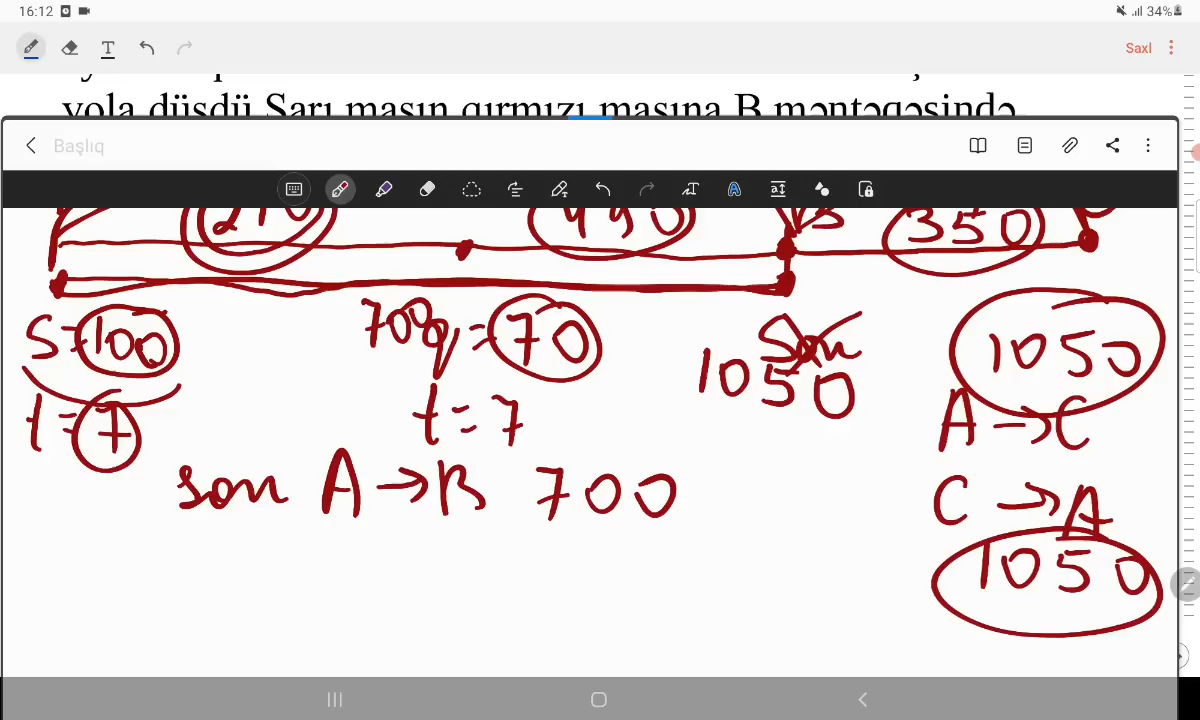 16:12 34%
T Saxl
yola düşdü Sarı maşın qırmızı maşına B məntəqəsində
Başlıq
210 490 350
S=100 700 q=70 1050
1050
t=7 t=7 A→C
son A→B 700 C→A
1050